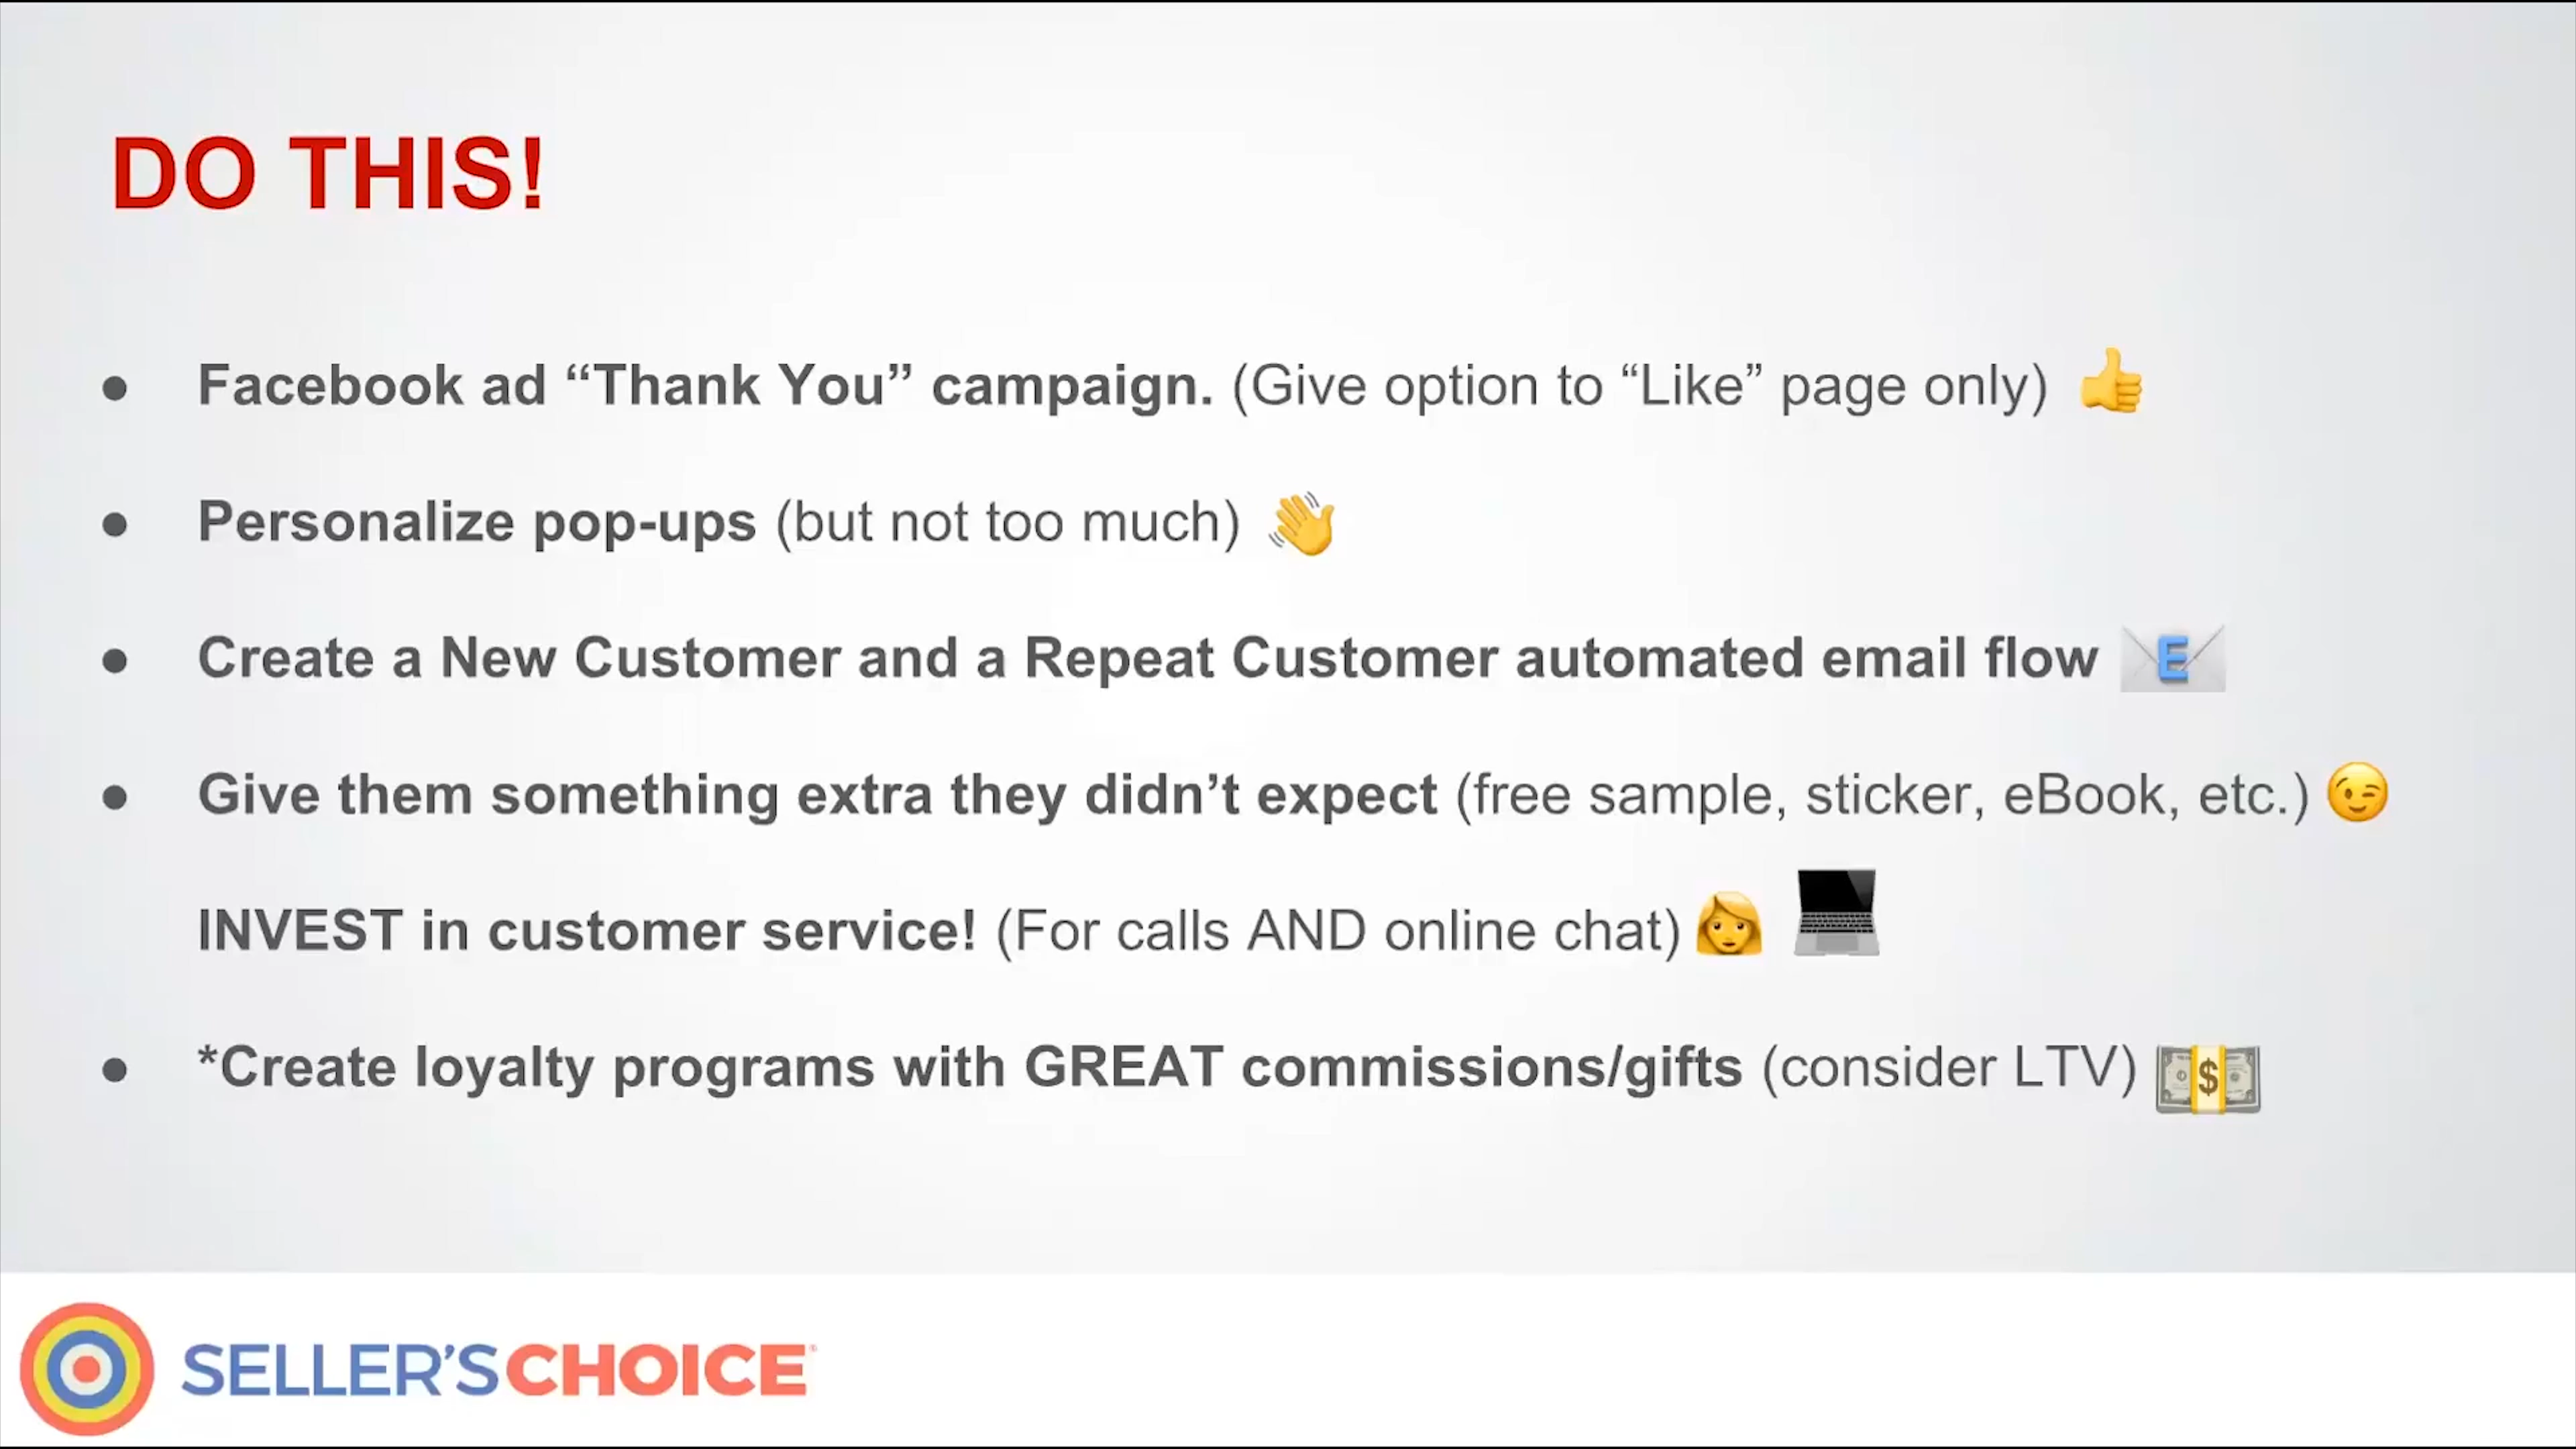 DO THIS!
● Facebook ad “Thank You” campaign. (Give option to “Like” page only) 👍
● Personalize pop-ups (but not too much) 👋
● Create a New Customer and a Repeat Customer automated email flow 📧
● Give them something extra they didn’t expect (free sample, sticker, eBook, etc.) 😉
INVEST in customer service! (For calls AND online chat) 👩 💻
● *Create loyalty programs with GREAT commissions/gifts (consider LTV) 💵
SELLER’SCHOICE®